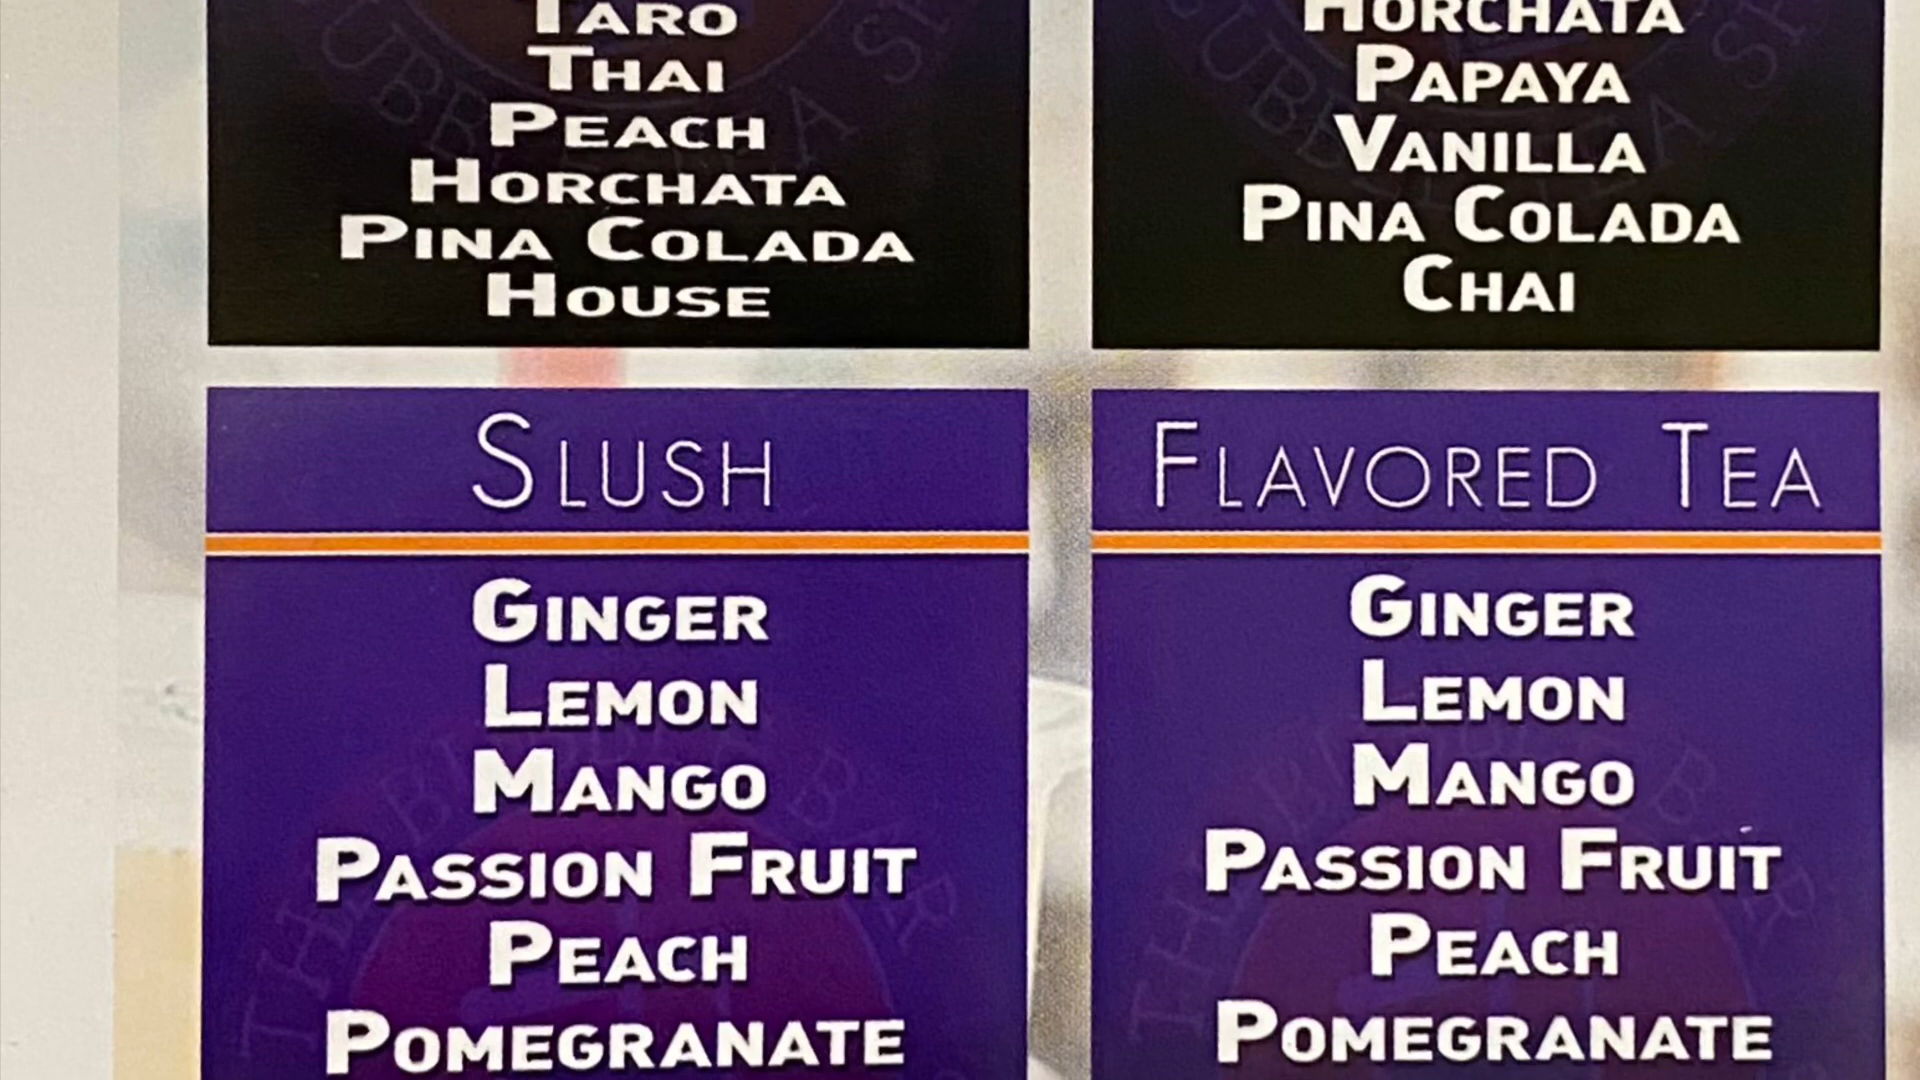 TARO
THAI
PEACH
HORCHATA
PINA COLADA
HOUSE
HORCHATA
PAPAYA
VANILLA
PINA COLADA
CHAI
SLUSH
GINGER
LEMON
MANGO
PASSION FRUIT
PEACH
POMEGRANATE
FLAVORED TEA
GINGER
LEMON
MANGO
PASSION FRUIT
PEACH
POMEGRANATE